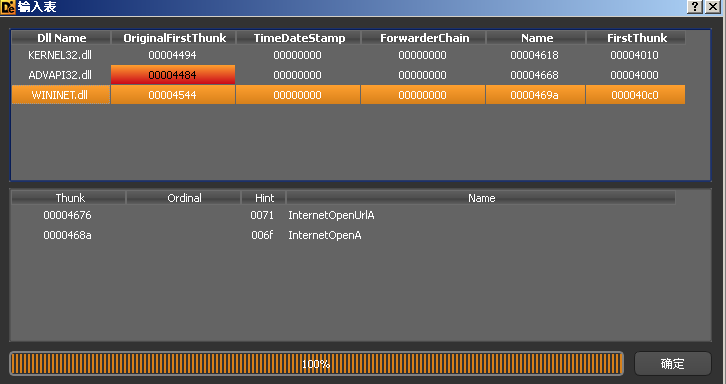 输入表
Dll Name OriginalFirstThunk TimeDateStamp ForwarderChain Name FirstThunk
KERNEL32.dll 00004494 00000000 00000000 00004618 00004010
ADVAPI32.dll 00004484 00000000 00000000 00004668 00004000
WININET.dll 00004544 00000000 00000000 0000469a 000040c0
Thunk Ordinal Hint Name
00004676 0071 InternetOpenUrlA
0000468a 006f InternetOpenA
100% 确定